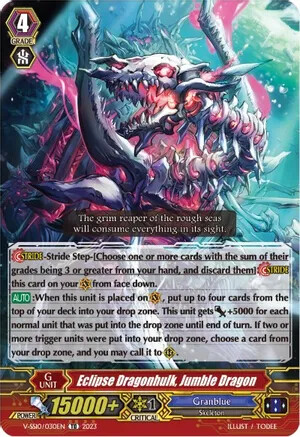 4
GRADE
The grim reaper of the rough seas
will consume everything in its sight.
STRIDE-Stride Step-[Choose one or more cards with the sum of their
grades being 3 or greater from your hand, and discard them] STRIDE
this card on your from face down.
AUTO:When this unit is placed on , put up to four cards from the
top of your deck into your drop zone. This unit gets +5000 for each
normal unit that was put into the drop zone until end of turn. If two or
more trigger units were put into your drop zone, choose a card from
your drop zone, and you may call it to .
G
UNIT
Eclipse Dragonhulk, Jumble Dragon
POWER
15000+
1
CRITICAL
Granblue
Skeleton
V-SS10/030EN TD 2023
ILLUST / TODEE